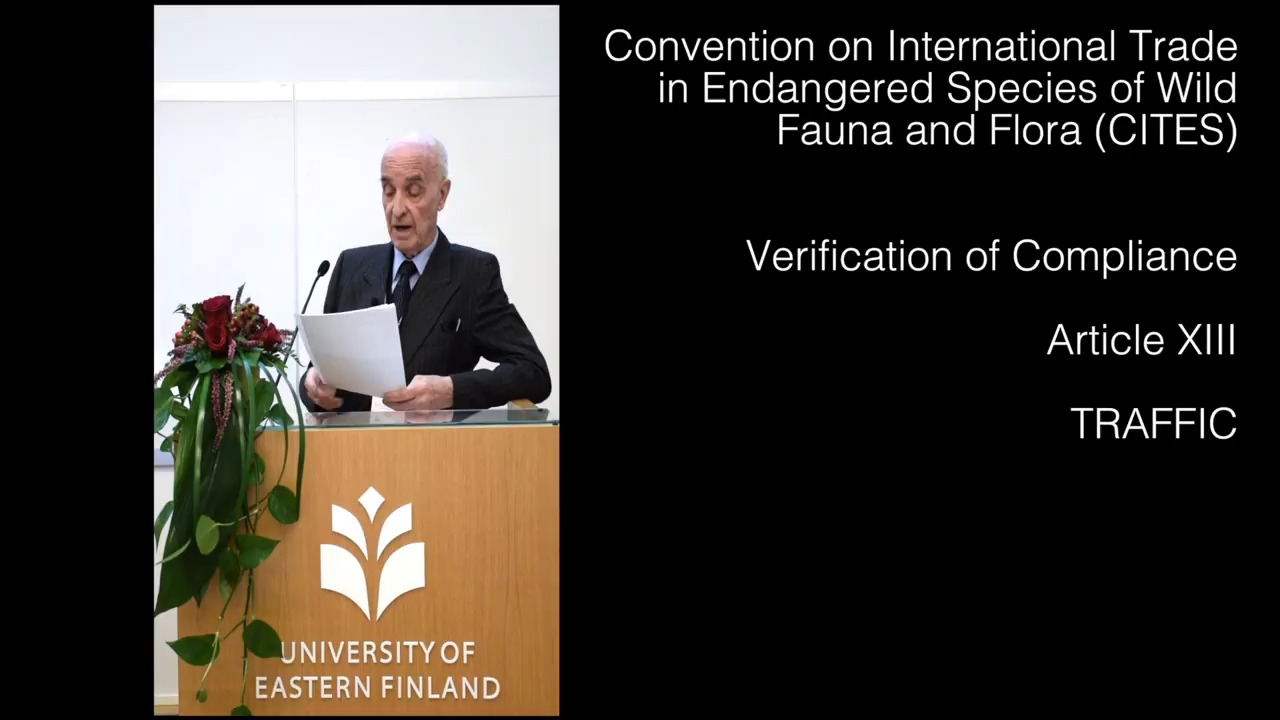 Convention on International Trade
in Endangered Species of Wild
Fauna and Flora (CITES)
Verification of Compliance
Article XIII
TRAFFIC
UNIVERSITY OF
EASTERN FINLAND